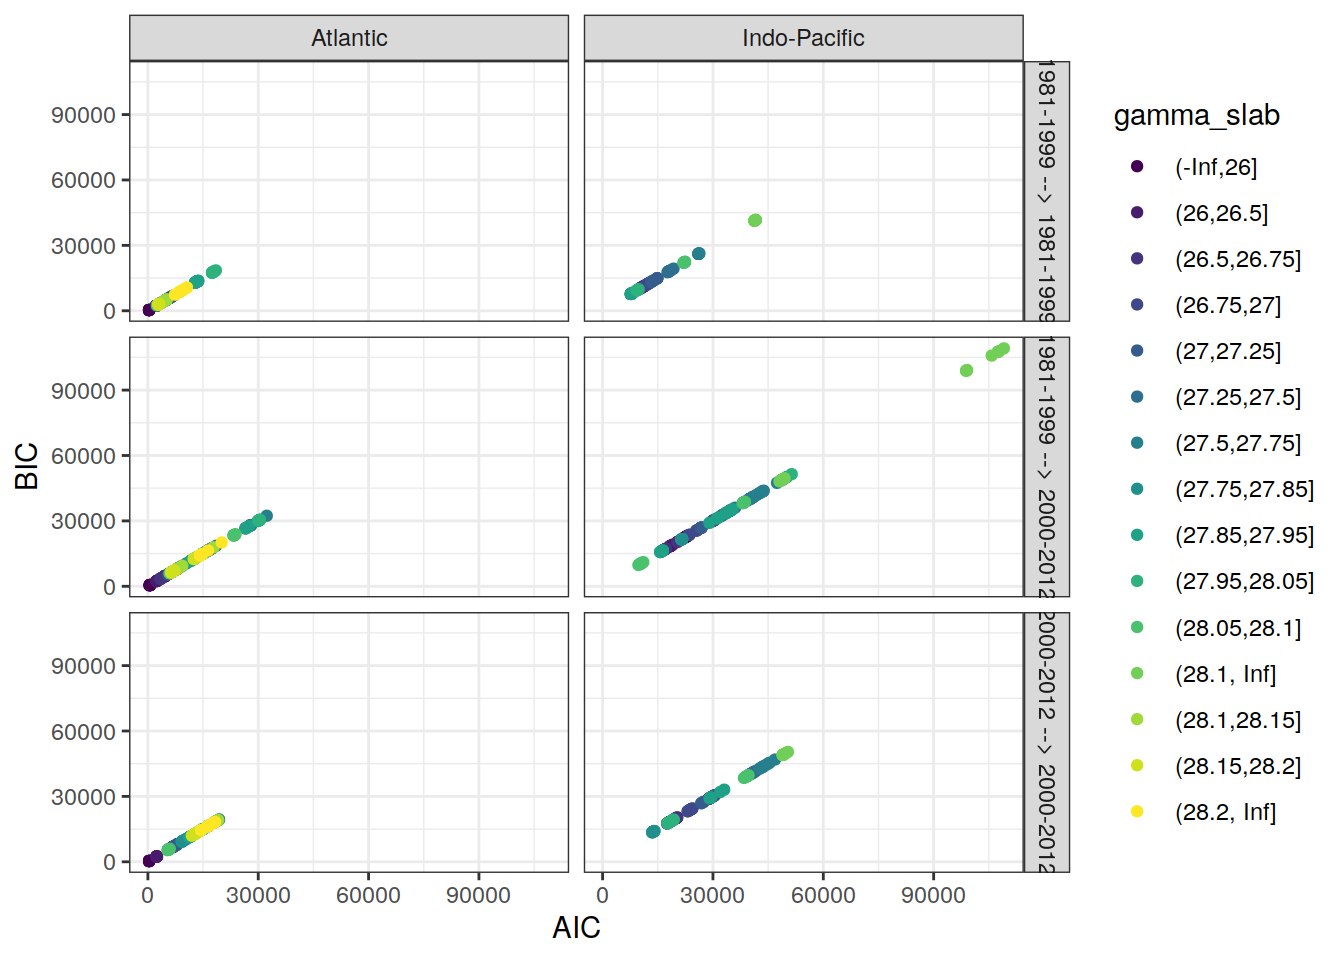 Atlantic
Indo-Pacific
90000
60000
30000
0
1981-1999 --> 1981-1999
90000
60000
30000
0
1981-1999 --> 2000-2012
90000
60000
30000
0
2000-2012 --> 2000-2012
0
30000
60000
90000
0
30000
60000
90000
AIC
BIC
gamma_slab
(-Inf,26]
(26,26.5]
(26.5,26.75]
(26.75,27]
(27,27.25]
(27.25,27.5]
(27.5,27.75]
(27.75,27.85]
(27.85,27.95]
(27.95,28.05]
(28.05,28.1]
(28.1, Inf]
(28.1,28.15]
(28.15,28.2]
(28.2, Inf]